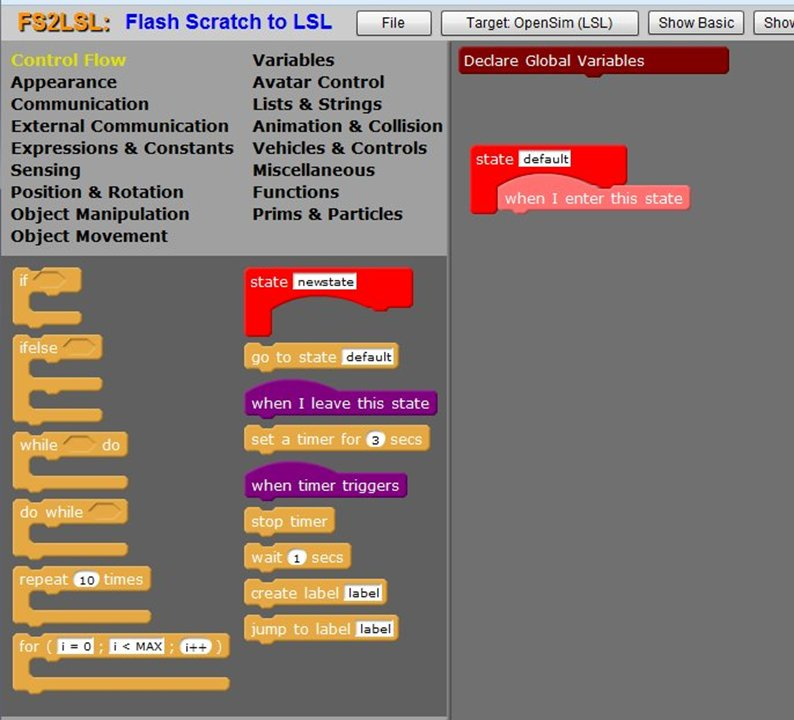 FS2LSL: Flash Scratch to LSL
File
Target: OpenSim (LSL)
Show Basic
Show
Control Flow
Appearance
Communication
External Communication
Expressions & Constants
Sensing
Position & Rotation
Object Manipulation
Object Movement
Variables
Avatar Control
Lists & Strings
Animation & Collision
Vehicles & Controls
Miscellaneous
Functions
Prims & Particles
if
ifelse
while do
do while
repeat 10 times
for ( i = 0 ; i < MAX ; i++ )
state newstate
go to state default
when I leave this state
set a timer for 3 secs
when timer triggers
stop timer
wait 1 secs
create label label
jump to label label
Declare Global Variables
state default
when I enter this state